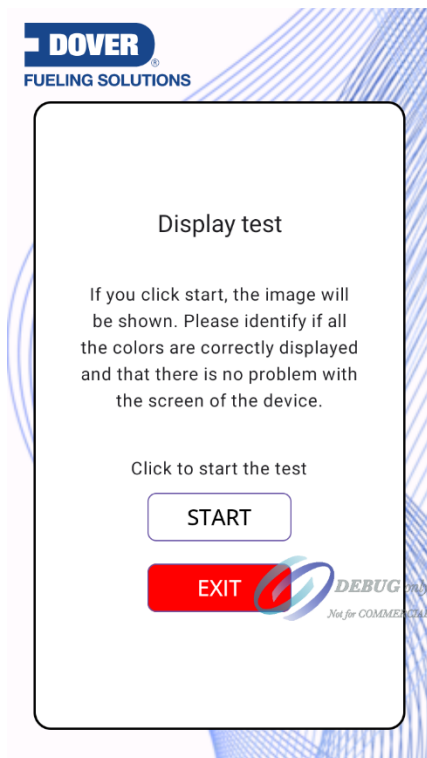 DOVER
®
FUELING SOLUTIONS
Display test
If you click start, the image will
be shown. Please identify if all
the colors are correctly displayed
and that there is no problem with
the screen of the device.
Click to start the test
START
EXIT
DEBUG only
Not for COMMERCIAL